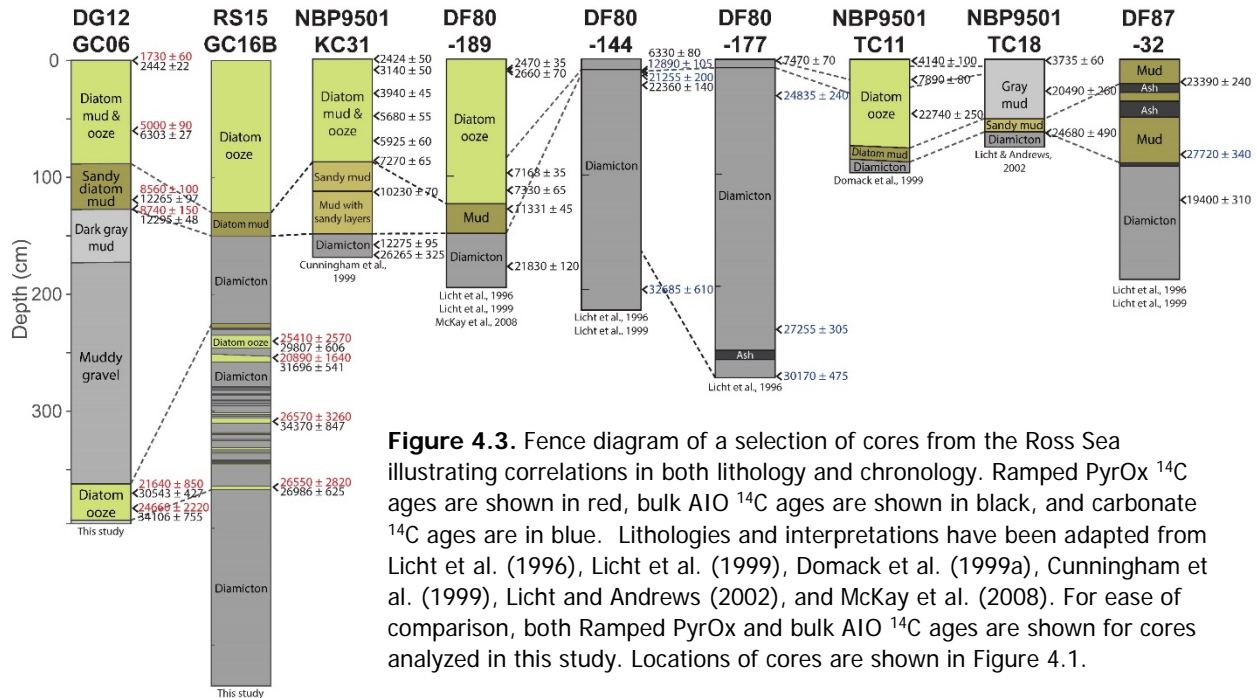 DG12
GC06
RS15
GC16B
NBP9501
KC31
DF80
-189
DF80
-144
DF80
-177
NBP9501
TC11
NBP9501
TC18
DF87
-32
Depth (cm)
0
100
200
300
1730 ± 60
2442 ± 22
Diatom
mud &
ooze
5000 ± 90
6303 ± 27
Sandy
diatom
mud
8560 ± 100
12265 ± 97
8740 ± 150
12295 ± 48
Dark gray
mud
Muddy
gravel
21640 ± 850
30543 ± 427
Diatom
ooze
24660 ± 2220
34106 ± 755
This study
Diatom
ooze
Diatom mud
Diamicton
Diatom ooze
25410 ± 2570
29807 ± 606
20890 ± 1640
31696 ± 541
Diamicton
26570 ± 3260
34370 ± 847
26550 ± 2820
26986 ± 625
Diamicton
This study
2424 ± 50
3140 ± 50
Diatom
mud &
ooze
3940 ± 45
5680 ± 55
5925 ± 60
7270 ± 65
Sandy mud
10230 ± 70
Mud with
sandy layers
Diamicton
12275 ± 95
26265 ± 325
Cunningham et al.,
1999
2470 ± 35
2660 ± 70
Diatom
ooze
7168 ± 35
7330 ± 65
11331 ± 45
Mud
Diamicton
21830 ± 120
Licht et al., 1996
Licht et al., 1999
McKay et al., 2008
6330 ± 80
12890 ± 105
21255 ± 200
22360 ± 140
Diamicton
32685 ± 610
Licht et al., 1996
Licht et al., 1999
7470 ± 70
24835 ± 240
Diamicton
27255 ± 305
Ash
30170 ± 475
Licht et al., 1996
4140 ± 100
7890 ± 80
Diatom
ooze
22740 ± 250
Diatom mud
Diamicton
Domack et al., 1999
3735 ± 60
Gray
mud
20490 ± 260
Sandy mud
24680 ± 490
Diamicton
Licht & Andrews,
2002
Mud
23390 ± 240
Ash
Ash
Mud
27720 ± 340
19400 ± 310
Diamicton
Licht et al., 1996
Licht et al., 1999
Figure 4.3. Fence diagram of a selection of cores from the Ross Sea
illustrating correlations in both lithology and chronology. Ramped PyrOx ¹⁴C
ages are shown in red, bulk AIO ¹⁴C ages are shown in black, and carbonate
¹⁴C ages are in blue. Lithologies and interpretations have been adapted from
Licht et al. (1996), Licht et al. (1999), Domack et al. (1999a), Cunningham et
al. (1999), Licht and Andrews (2002), and McKay et al. (2008). For ease of
comparison, both Ramped PyrOx and bulk AIO ¹⁴C ages are shown for cores
analyzed in this study. Locations of cores are shown in Figure 4.1.